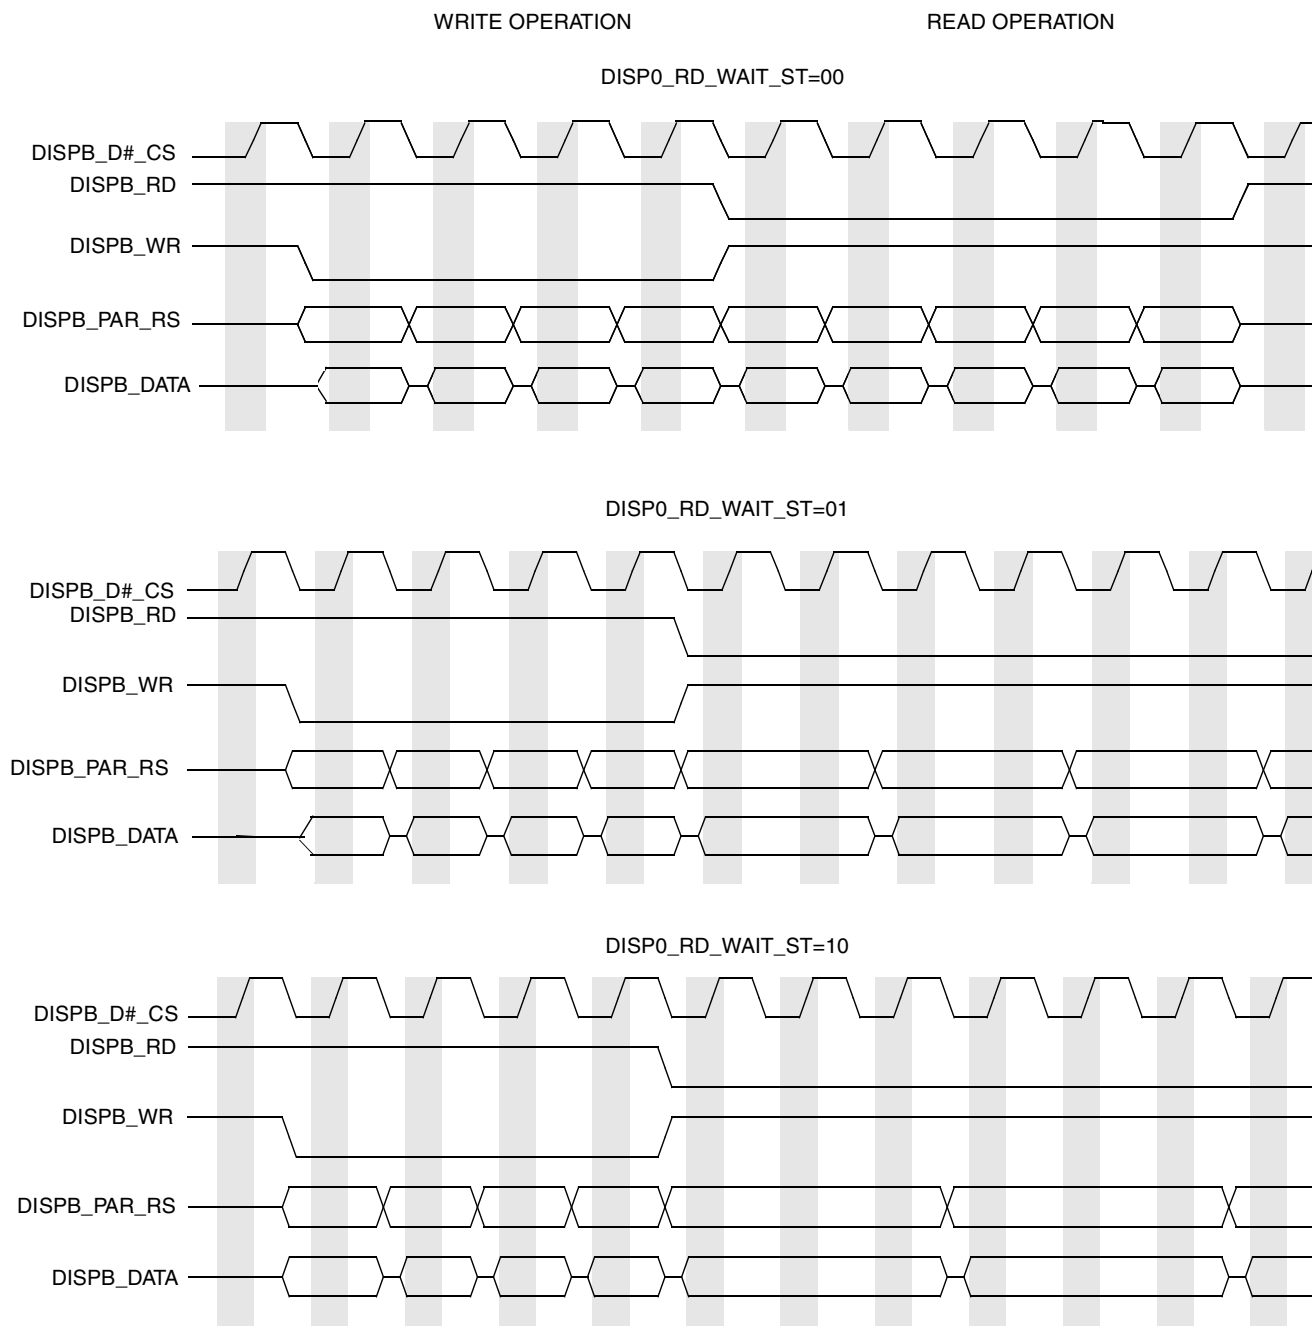 WRITE OPERATION
READ OPERATION
DISP0_RD_WAIT_ST=00
DISPB_D#_CS
DISPB_RD
DISPB_WR
DISPB_PAR_RS
DISPB_DATA
DISP0_RD_WAIT_ST=01
DISPB_D#_CS
DISPB_RD
DISPB_WR
DISPB_PAR_RS
DISPB_DATA
DISP0_RD_WAIT_ST=10
DISPB_D#_CS
DISPB_RD
DISPB_WR
DISPB_PAR_RS
DISPB_DATA